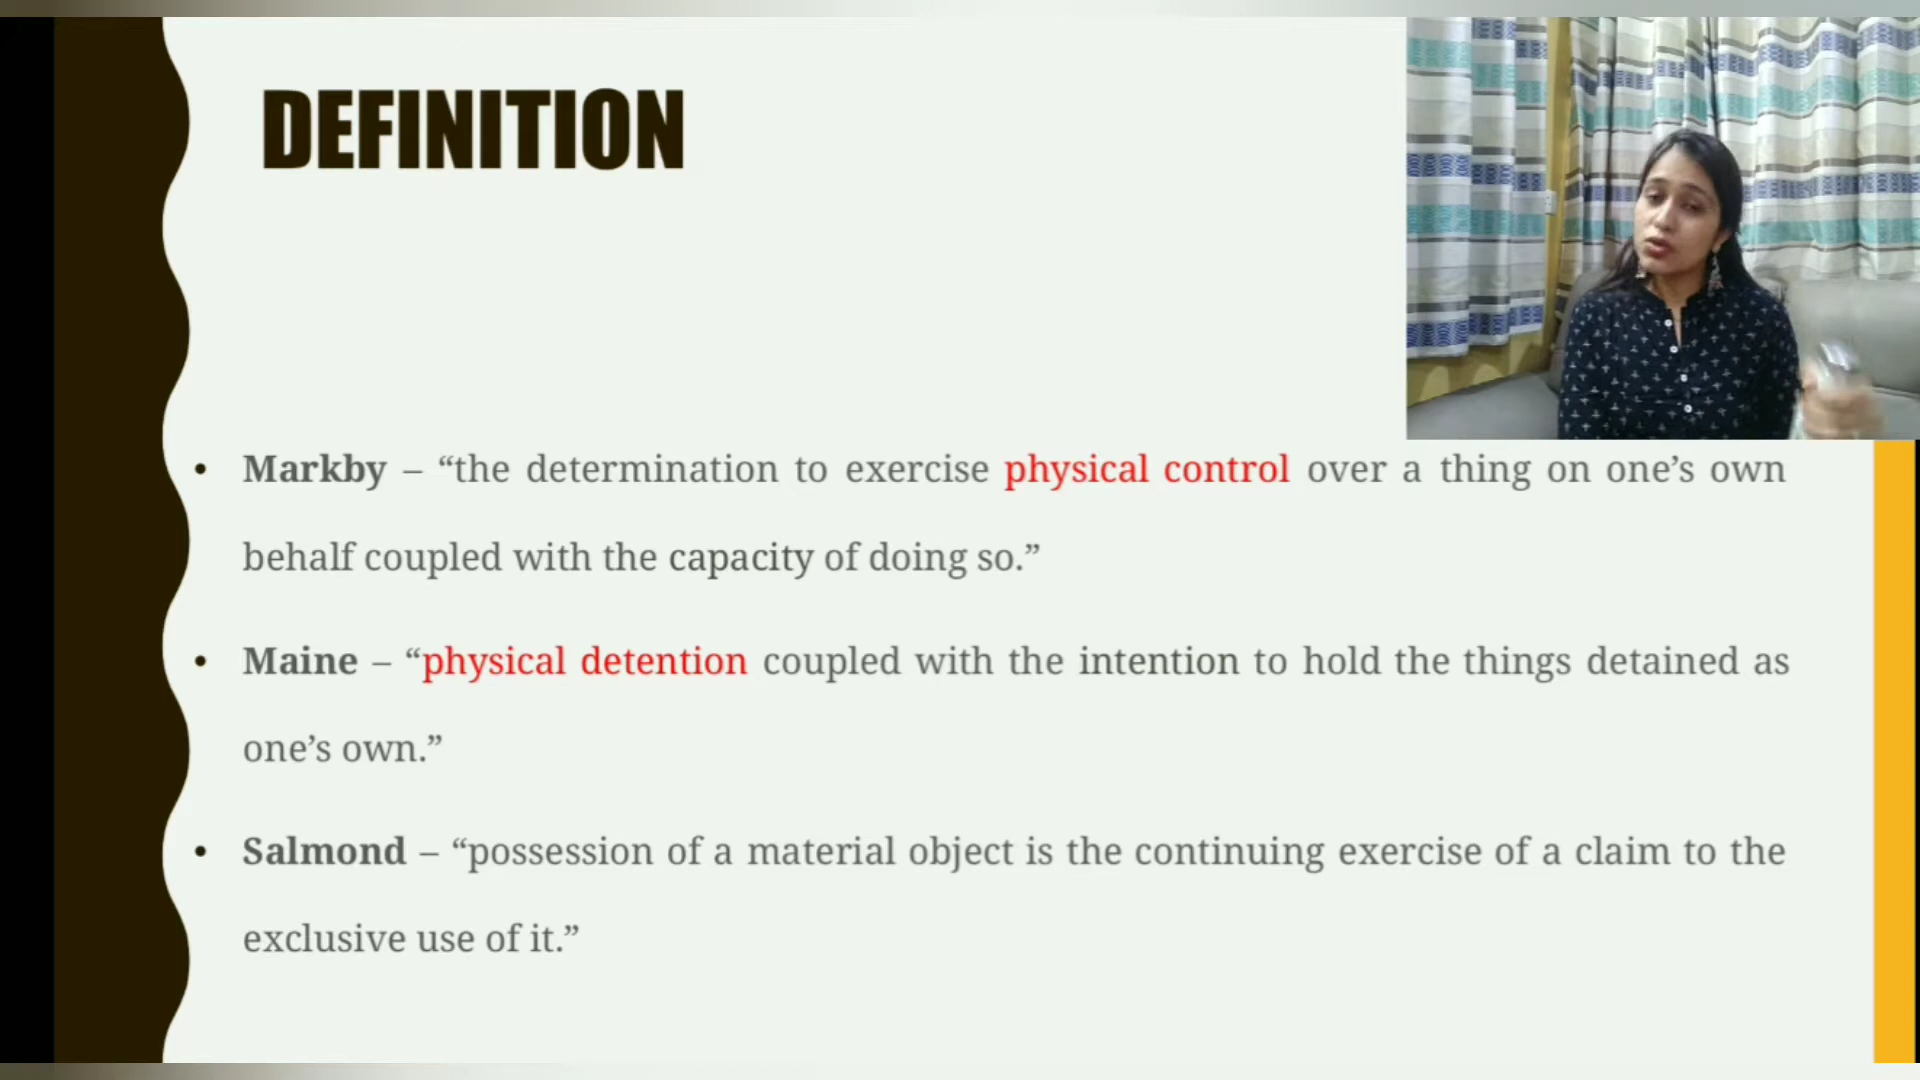 DEFINITION
• Markby – “the determination to exercise physical control over a thing on one’s own
behalf coupled with the capacity of doing so.”
• Maine – “physical detention coupled with the intention to hold the things detained as
one’s own.”
• Salmond – “possession of a material object is the continuing exercise of a claim to the
exclusive use of it.”